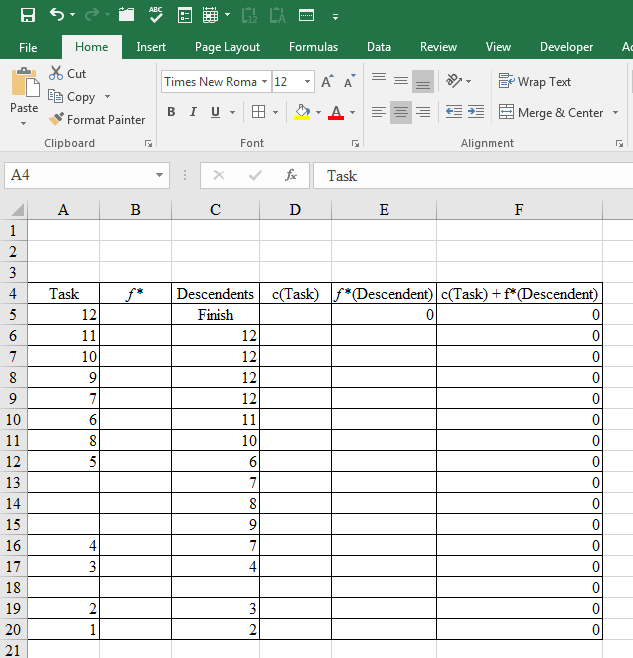 ABC
File Home Insert Page Layout Formulas Data Review View Developer
Cut
Paste Copy
Format Painter
Clipboard
Times New Roma 12 A A
B I U A
Font
Wrap Text
Merge & Center
Alignment
A4 fx Task
A B C D E F
1
2
3
4 Task f* Descendents c(Task) f*(Descendent) c(Task) + f*(Descendent)
5 12 Finish 0 0
6 11 12 0
7 10 12 0
8 9 12 0
9 7 12 0
10 6 11 0
11 8 10 0
12 5 6 0
13 7 0
14 8 0
15 9 0
16 4 7 0
17 3 4 0
18 0
19 2 3 0
20 1 2 0
21